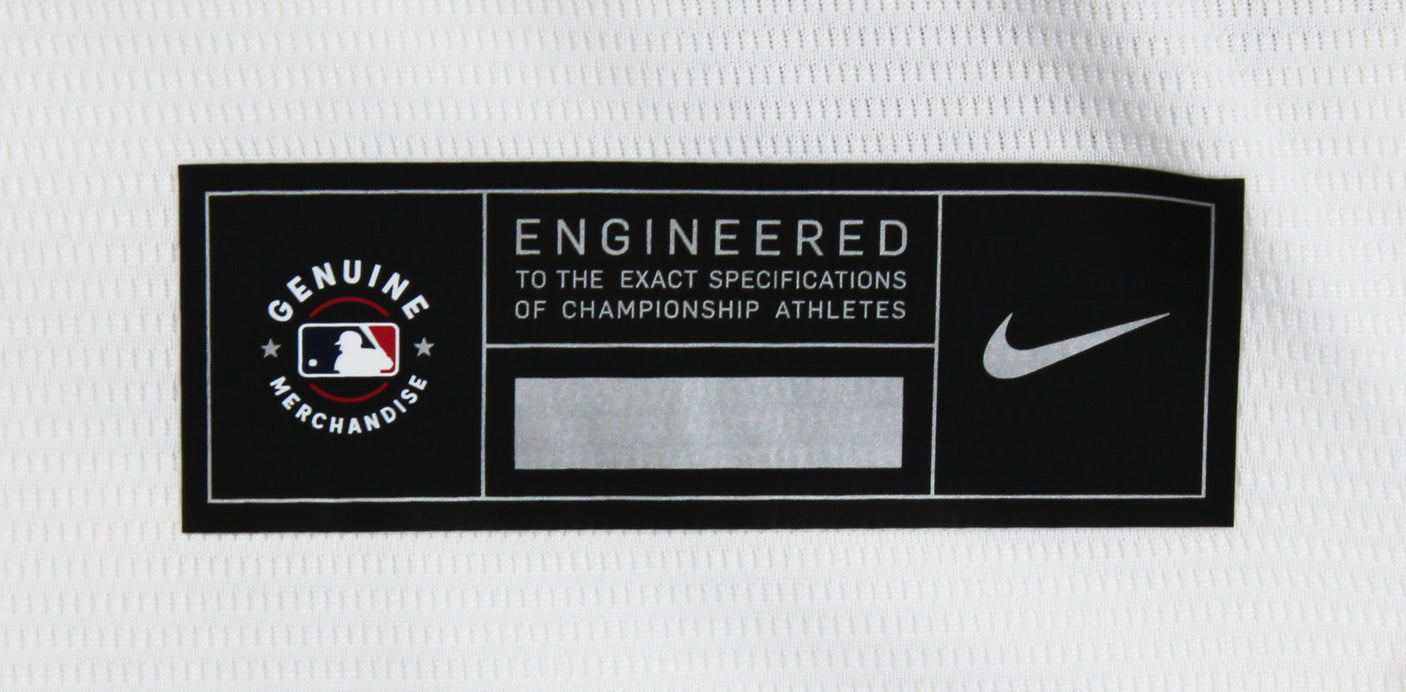 GENUINE
MERCHANDISE
ENGINEERED
TO THE EXACT SPECIFICATIONS
OF CHAMPIONSHIP ATHLETES